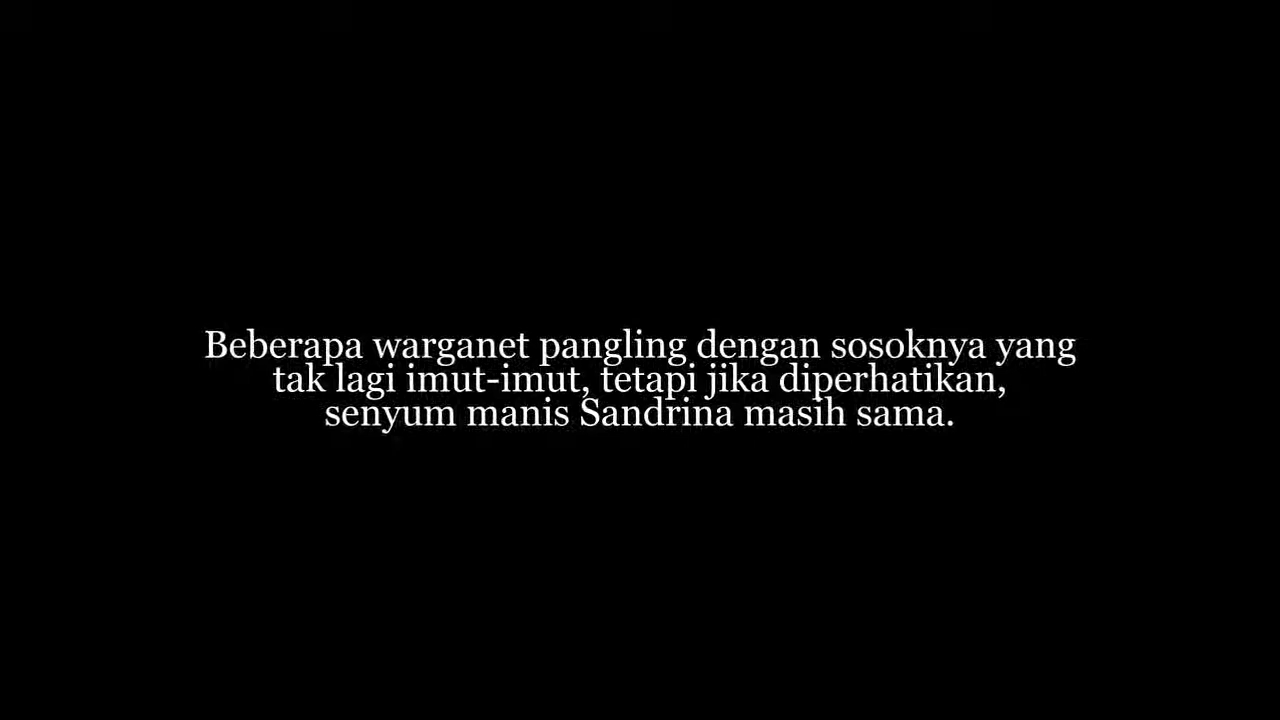 Beberapa warganet pangling dengan sosoknya yang
tak lagi imut-imut, tetapi jika diperhatikan,
senyum manis Sandrina masih sama.